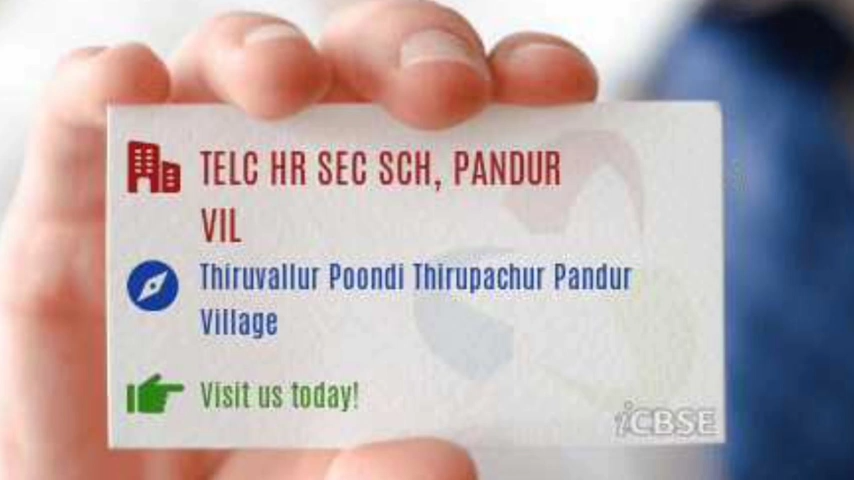 TELC HR SEC SCH, PANDUR
VIL
Thiruvallur Poondi Thirupachur Pandur
Village
Visit us today!
iCBSE